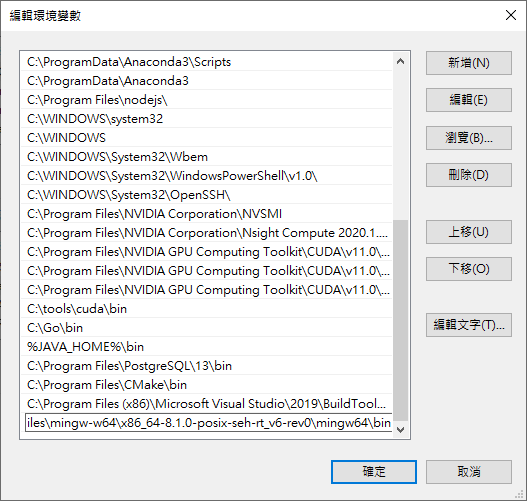 編輯環境變數
C:\ProgramData\Anaconda3\Scripts
C:\ProgramData\Anaconda3
C:\Program Files\nodejs\
C:\WINDOWS\system32
C:\WINDOWS
C:\WINDOWS\System32\Wbem
C:\WINDOWS\System32\WindowsPowerShell\v1.0\
C:\WINDOWS\System32\OpenSSH\
C:\Program Files\NVIDIA Corporation\NVSMI
C:\Program Files\NVIDIA Corporation\Nsight Compute 2020.1....
C:\Program Files\NVIDIA GPU Computing Toolkit\CUDA\v11.0\...
C:\Program Files\NVIDIA GPU Computing Toolkit\CUDA\v11.0\...
C:\Program Files\NVIDIA GPU Computing Toolkit\CUDA\v11.0\...
C:\tools\cuda\bin
C:\Go\bin
%JAVA_HOME%\bin
C:\Program Files\PostgreSQL\13\bin
C:\Program Files\CMake\bin
C:\Program Files (x86)\Microsoft Visual Studio\2019\BuildTool...
iles\mingw-w64\x86_64-8.1.0-posix-seh-rt_v6-rev0\mingw64\bin
新增(N)
編輯(E)
瀏覽(B)...
刪除(D)
上移(U)
下移(O)
編輯文字(T)...
確定
取消